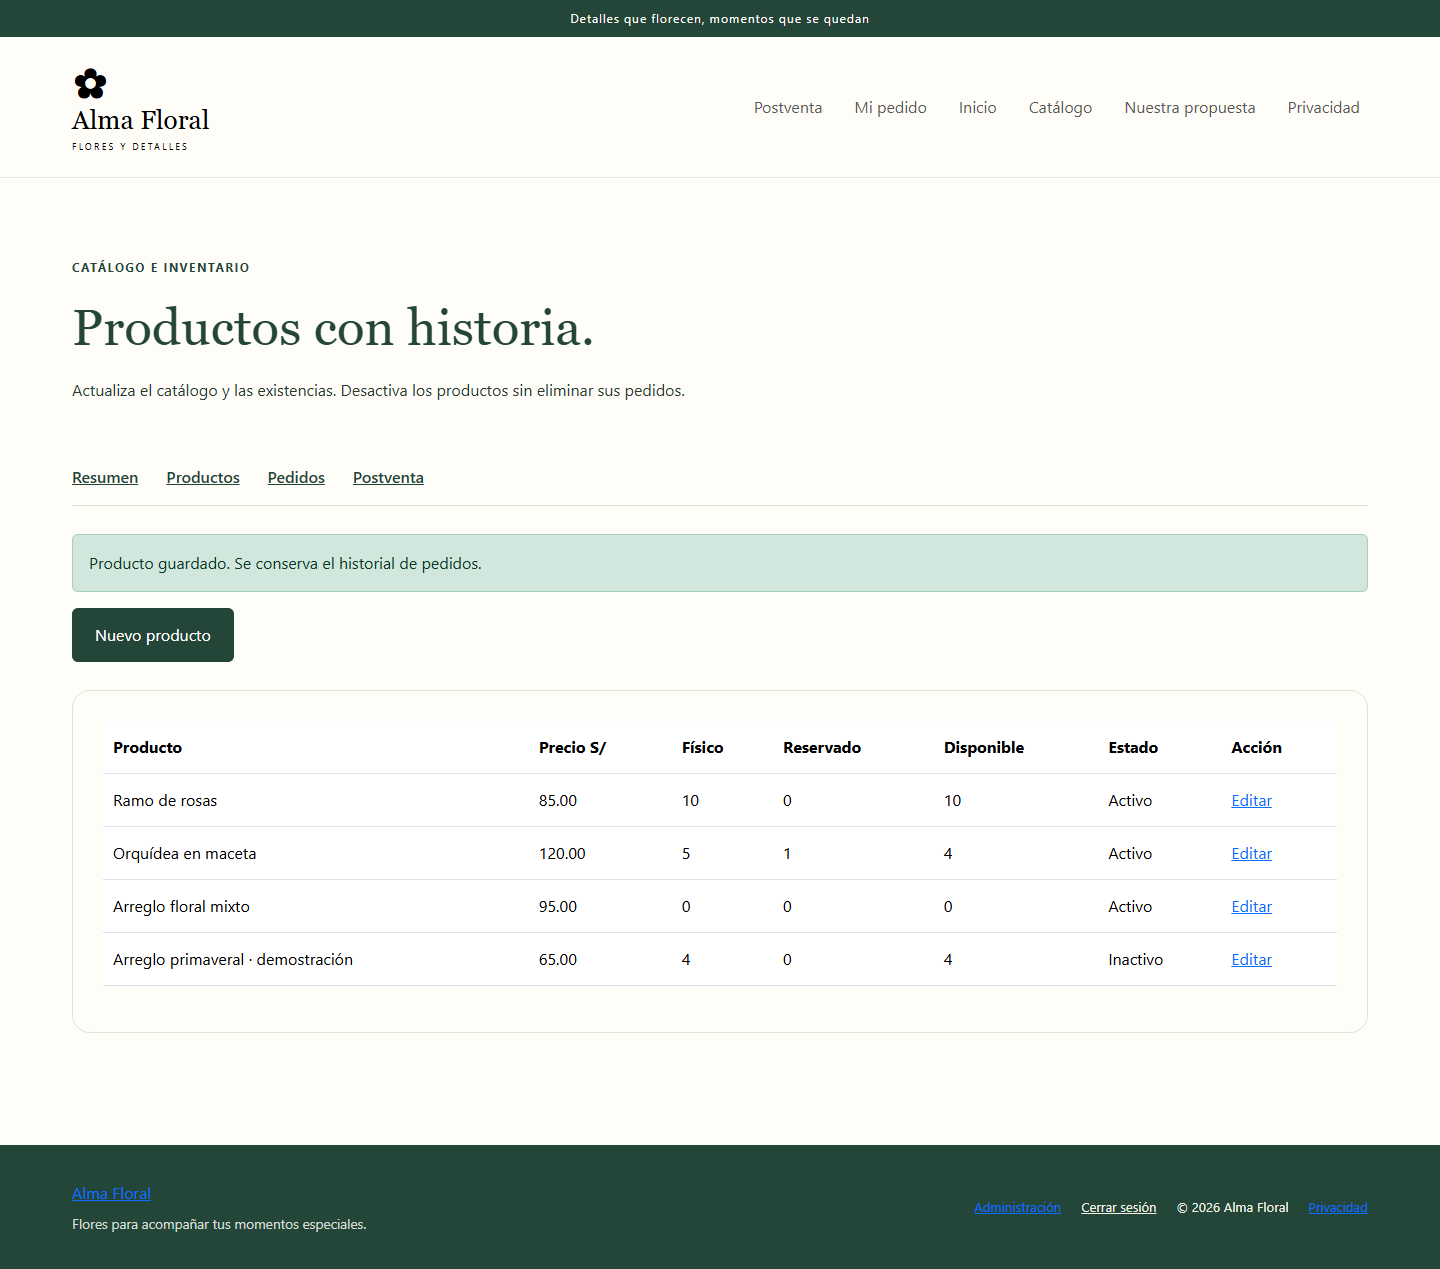 Detalles que florecen, momentos que se quedan
Alma Floral
FLORES Y DETALLES
Postventa Mi pedido Inicio Catálogo Nuestra propuesta Privacidad
CATÁLOGO E INVENTARIO
Productos con historia.
Actualiza el catálogo y las existencias. Desactiva los productos sin eliminar sus pedidos.
Resumen Productos Pedidos Postventa
Producto guardado. Se conserva el historial de pedidos.
Nuevo producto
Producto Precio S/ Físico Reservado Disponible Estado Acción
Ramo de rosas 85.00 10 0 10 Activo Editar
Orquídea en maceta 120.00 5 1 4 Activo Editar
Arreglo floral mixto 95.00 0 0 0 Activo Editar
Arreglo primaveral · demostración 65.00 4 0 4 Inactivo Editar
Alma Floral
Flores para acompañar tus momentos especiales.
Administración Cerrar sesión © 2026 Alma Floral Privacidad